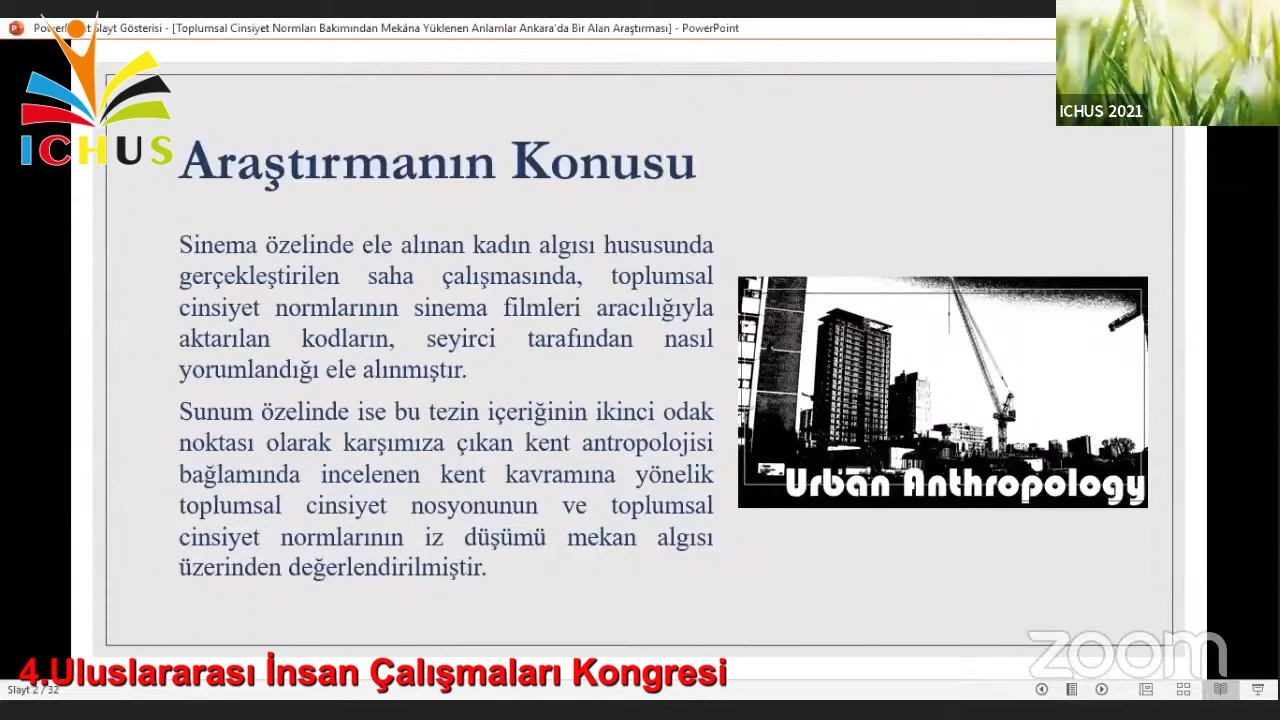 PowerPoint Slayt Gösterisi - [Toplumsal Cinsiyet Normları Bakımından Mekâna Yüklenen Anlamlar Ankara'da Bir Alan Araştırması] - PowerPoint
ICHUS 2021
ICHUS
Araştırmanın Konusu
Sinema özelinde ele alınan kadın algısı hususunda
gerçekleştirilen saha çalışmasında, toplumsal
cinsiyet normlarının sinema filmleri aracılığıyla
aktarılan kodların, seyirci tarafından nasıl
yorumlandığı ele alınmıştır.
Sunum özelinde ise bu tezin içeriğinin ikinci odak
noktası olarak karşımıza çıkan kent antropolojisi
bağlamında incelenen kent kavramına yönelik
toplumsal cinsiyet nosyonunun ve toplumsal
cinsiyet normlarının iz düşümü mekan algısı
üzerinden değerlendirilmiştir.
Urban Anthropology
zoom
4.Uluslararası İnsan Çalışmaları Kongresi
Slayt 2 / 32